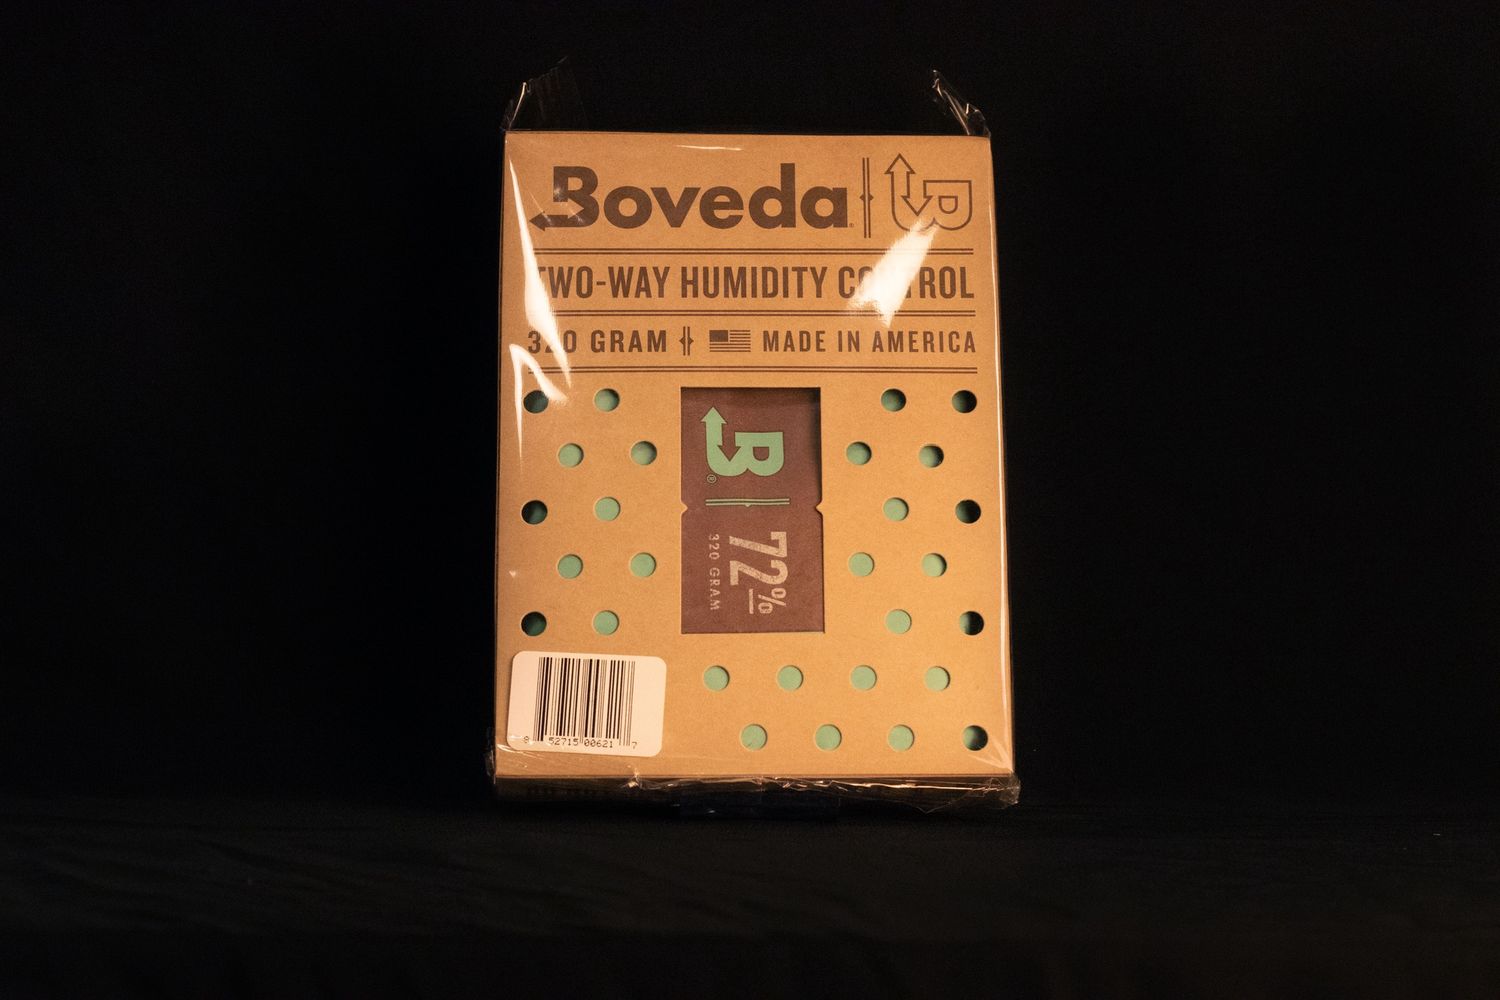 Boveda
TWO-WAY HUMIDITY CONTROL
320 GRAM MADE IN AMERICA
B
72%
320 GRAM
8 52715 00621 7